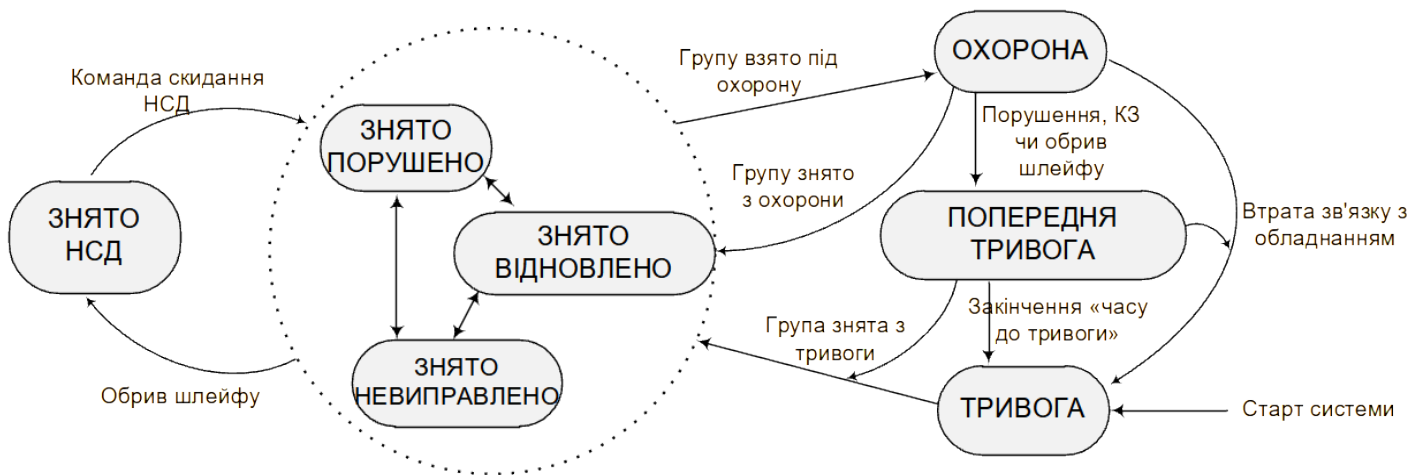 Команда скидання
НСД
ЗНЯТО
НСД
Обрив шлейфу
ЗНЯТО
ПОРУШЕНО
ЗНЯТО
ВІДНОВЛЕНО
ЗНЯТО
НЕВИПРАВЛЕНО
Групу взято під
охорону
Групу знято
з охорони
Група знята з
тривоги
ОХОРОНА
Порушення, КЗ
чи обрив
шлейфу
ПОПЕРЕДНЯ
ТРИВОГА
Втрата зв'язку з
обладнанням
Закінчення «часу
до тривоги»
ТРИВОГА
Старт системи